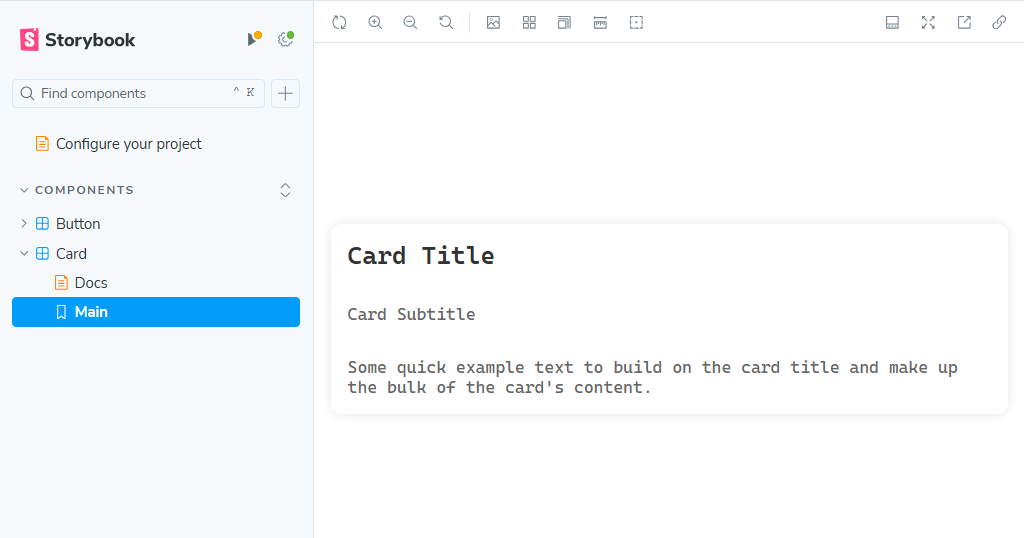 Storybook
Find components
^ K
Configure your project
COMPONENTS
Button
Card
Docs
Main
Card Title
Card Subtitle
Some quick example text to build on the card title and make up
the bulk of the card's content.